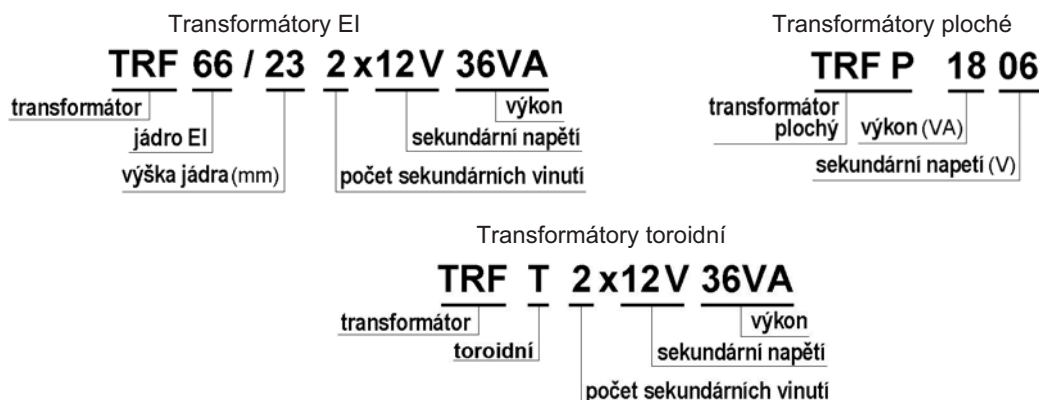 Transformátory EI
TRF 66 / 23 2 x12V 36VA
transformátor
výkon
jádro EI
sekundární napětí
výška jádra (mm)
počet sekundárních vinutí
Transformátory ploché
TRF P 18 06
transformátor
plochý
výkon (VA)
sekundární napetí (V)
Transformátory toroidní
TRF T 2 x12V 36VA
transformátor
výkon
toroidní
sekundární napětí
počet sekundárních vinutí